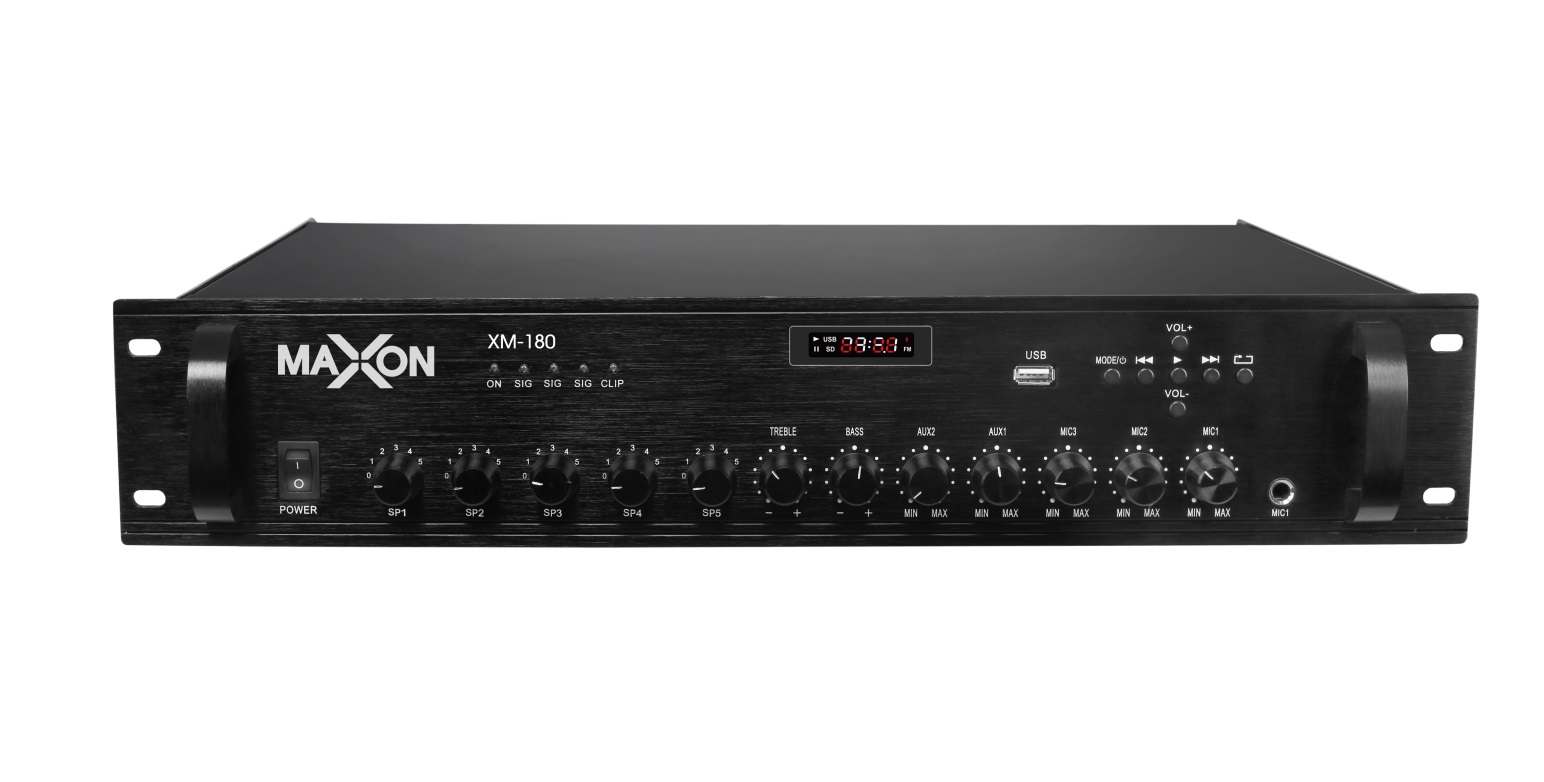 MAXON
XM-180
ON SIG SIG SIG CLIP
USB
SD FM
USB
VOL+
MODE/
VOL-
TREBLE BASS AUX2 AUX1 MIC3 MIC2 MIC1
0 1 2 3 4 5
0 1 2 3 4 5
0 1 2 3 4 5
0 1 2 3 4 5
0 1 2 3 4 5
I
O
POWER
SP1 SP2 SP3 SP4 SP5
- + - + MIN MAX MIN MAX MIN MAX MIN MAX MIN MAX
MIC1